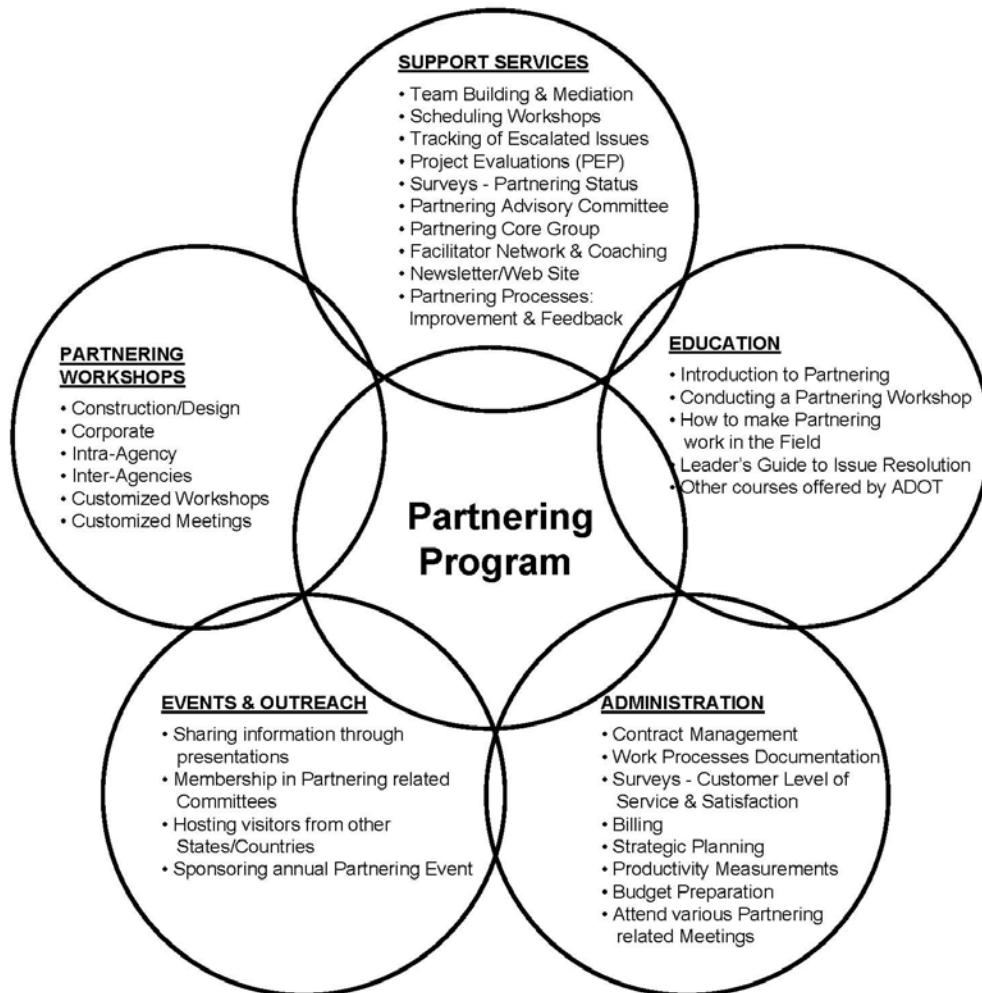 SUPPORT SERVICES
• Team Building & Mediation
• Scheduling Workshops
• Tracking of Escalated Issues
• Project Evaluations (PEP)
• Surveys - Partnering Status
• Partnering Advisory Committee
• Partnering Core Group
• Facilitator Network & Coaching
• Newsletter/Web Site
• Partnering Processes:
Improvement & Feedback
PARTNERING
WORKSHOPS
• Construction/Design
• Corporate
• Intra-Agency
• Inter-Agencies
• Customized Workshops
• Customized Meetings
EDUCATION
• Introduction to Partnering
• Conducting a Partnering Workshop
• How to make Partnering
work in the Field
• Leader's Guide to Issue Resolution
• Other courses offered by ADOT
Partnering
Program
EVENTS & OUTREACH
• Sharing information through
presentations
• Membership in Partnering related
Committees
• Hosting visitors from other
States/Countries
• Sponsoring annual Partnering Event
ADMINISTRATION
• Contract Management
• Work Processes Documentation
• Surveys - Customer Level of
Service & Satisfaction
• Billing
• Strategic Planning
• Productivity Measurements
• Budget Preparation
• Attend various Partnering
related Meetings